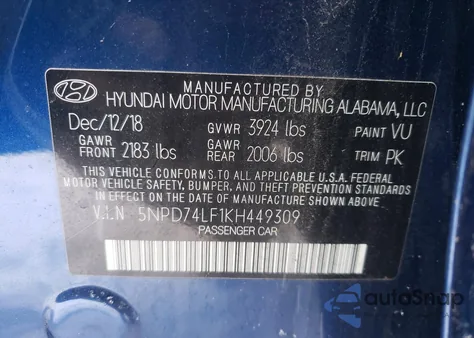 MANUFACTURED BY
HYUNDAI MOTOR MANUFACTURING ALABAMA, LLC
Dec/12/18 GVWR 3924 lbs PAINT VU
GAWR FRONT 2183 lbs GAWR REAR 2006 lbs TRIM PK
THIS VEHICLE CONFORMS TO ALL APPLICABLE U.S.A FEDERAL
MOTOR VEHICLE SAFETY, BUMPER, AND THEFT PREVENTION STANDARDS
IN EFFECT ON THE DATE OF MANUFACTURE SHOWN ABOVE.
V.I.N 5NPD74LF1KH449309
PASSENGER CAR
autoSnap